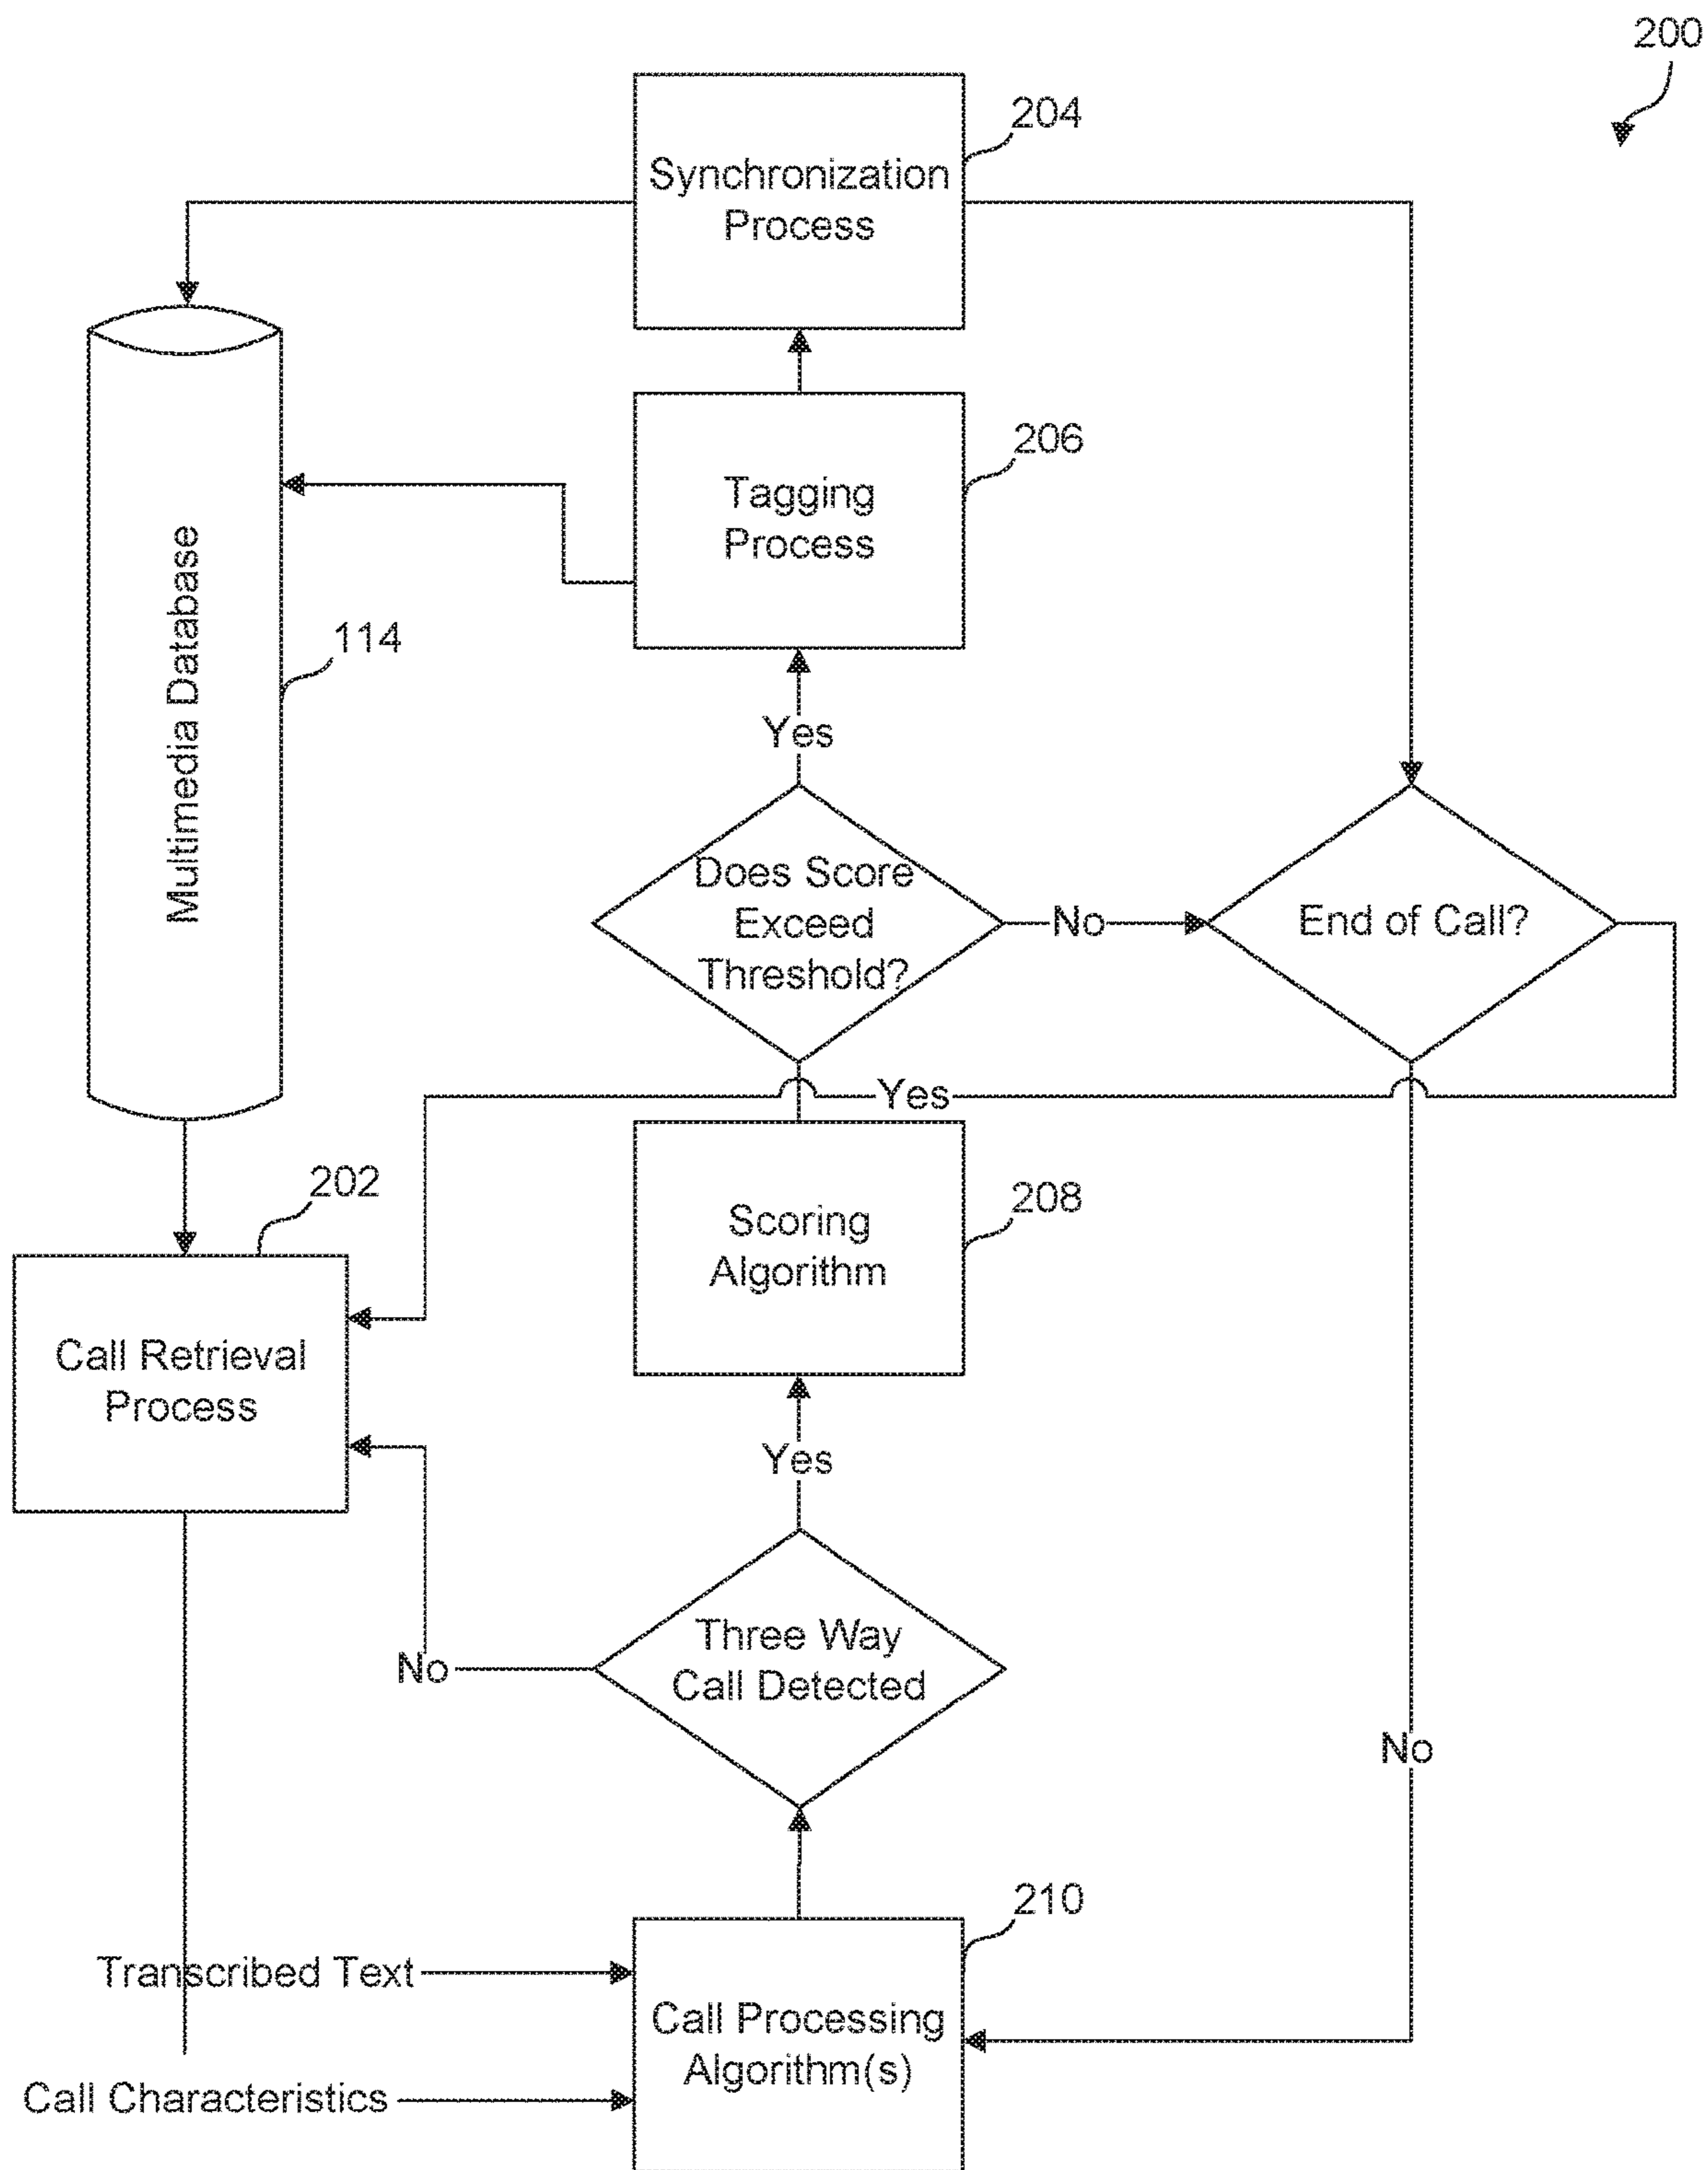 200
204
Synchronization
Process
206
Tagging
Process
Multimedia Database
114
Yes
Does Score
Exceed
Threshold?
No
End of Call?
Yes
202
208
Scoring
Algorithm
Call Retrieval
Process
Yes
Three Way
Call Detected
No
No
210
Transcribed Text
Call Processing
Algorithm(s)
Call Characteristics